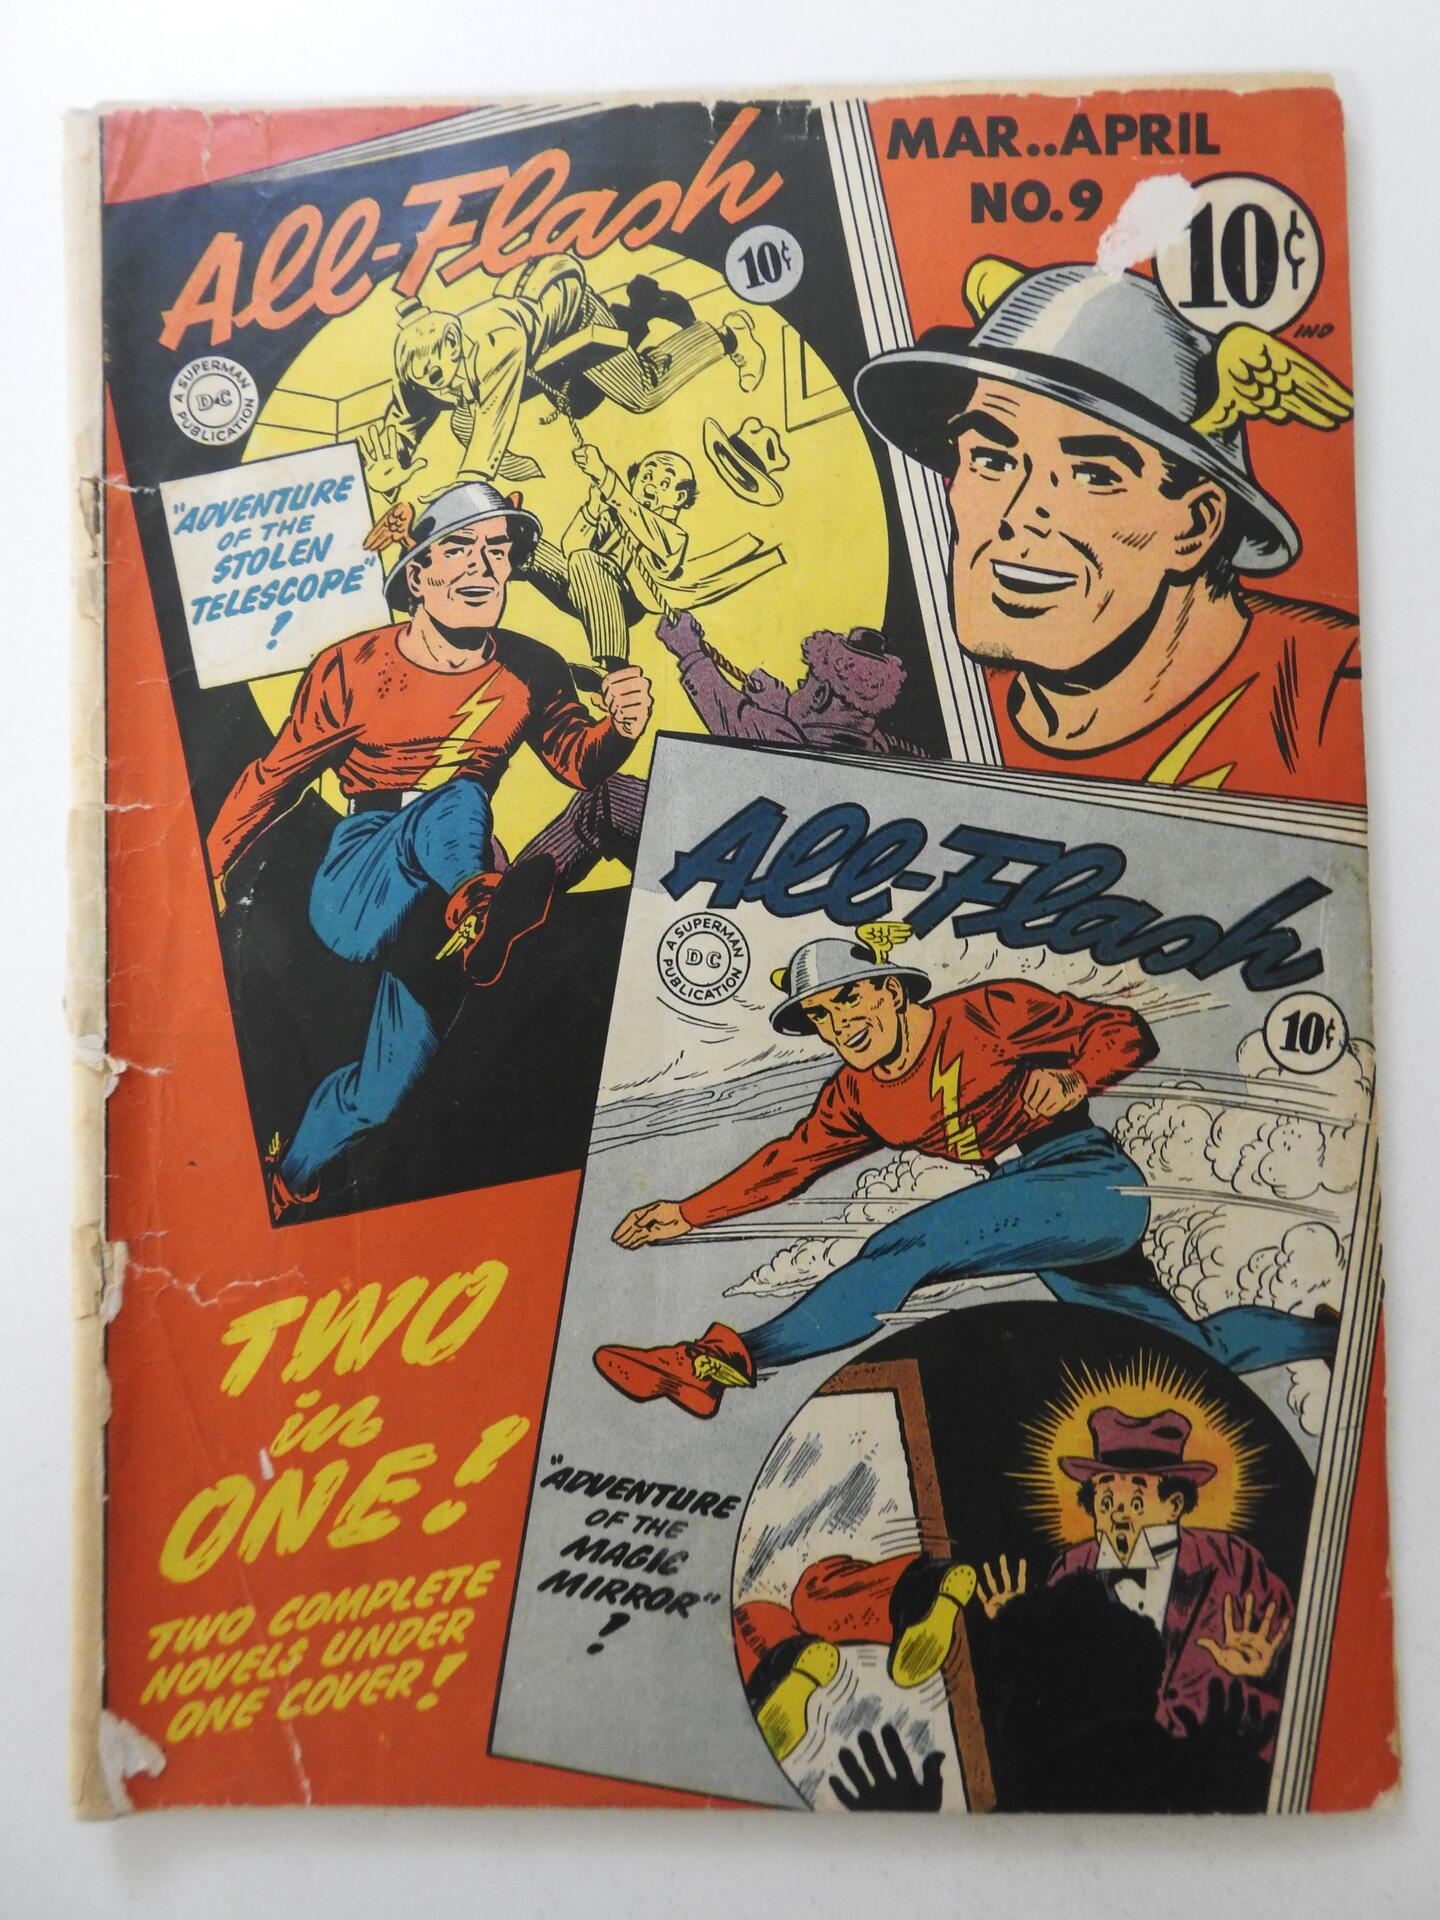 MAR..APRIL
NO.9
10¢
IND
All-Flash
10¢
A SUPERMAN
DC
PUBLICATION
"ADVENTURE
OF THE
STOLEN
TELESCOPE"
?
All-Flash
A SUPERMAN
DC
PUBLICATION
10¢
TWO
in
ONE!
TWO COMPLETE
NOVELS UNDER
ONE COVER!
"ADVENTURE
OF THE
MAGIC
MIRROR"
?